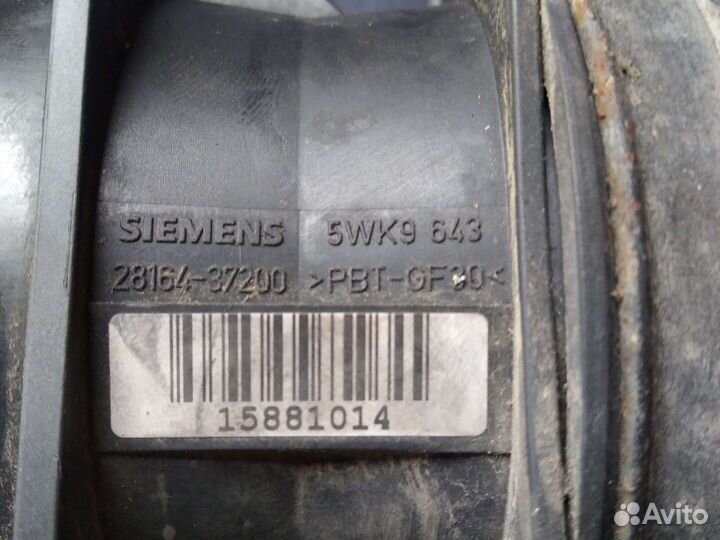 SIEMENS 5WK9 643
28164-37200 >PBT-GF30<
15881014
Avito